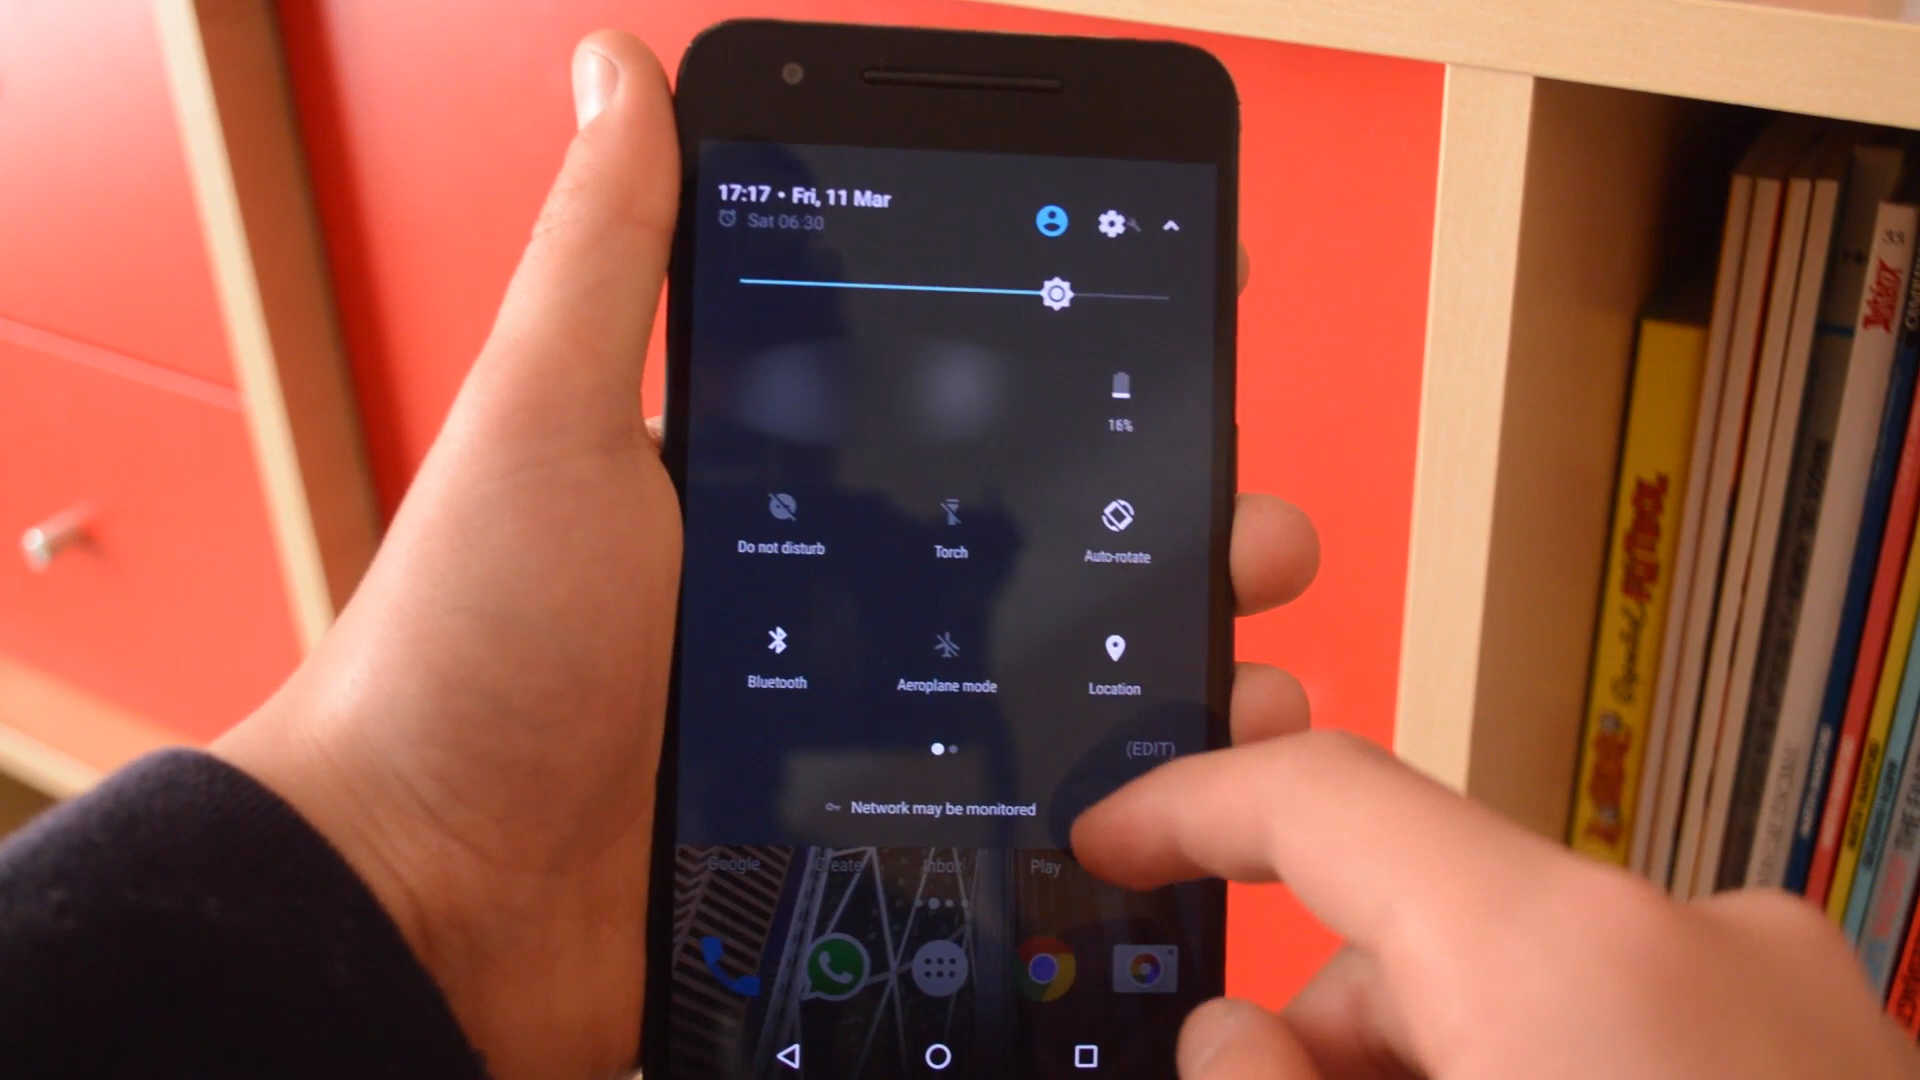 17:17 • Fri, 11 Mar
Sat 06:30
16%
Do not disturb
Torch
Auto-rotate
Bluetooth
Aeroplane mode
Location
(EDIT)
Network may be monitored
Google
Create
Inbox
Play
33